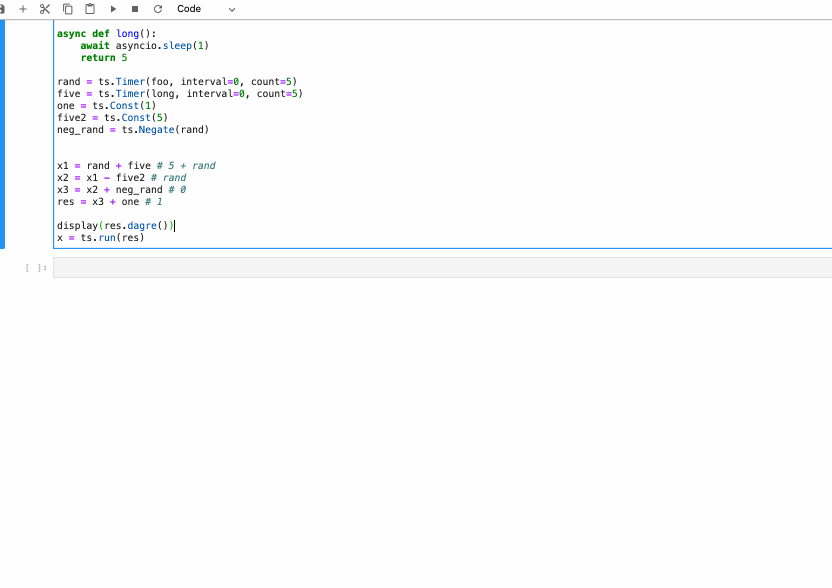 Code
async def long():
    await asyncio.sleep(1)
    return 5
rand = ts.Timer(foo, interval=0, count=5)
five = ts.Timer(long, interval=0, count=5)
one = ts.Const(1)
five2 = ts.Const(5)
neg_rand = ts.Negate(rand)
x1 = rand + five # 5 + rand
x2 = x1 - five2 # rand
x3 = x2 + neg_rand # 0
res = x3 + one # 1
display(res.dagre())
x = ts.run(res)
[ ]: